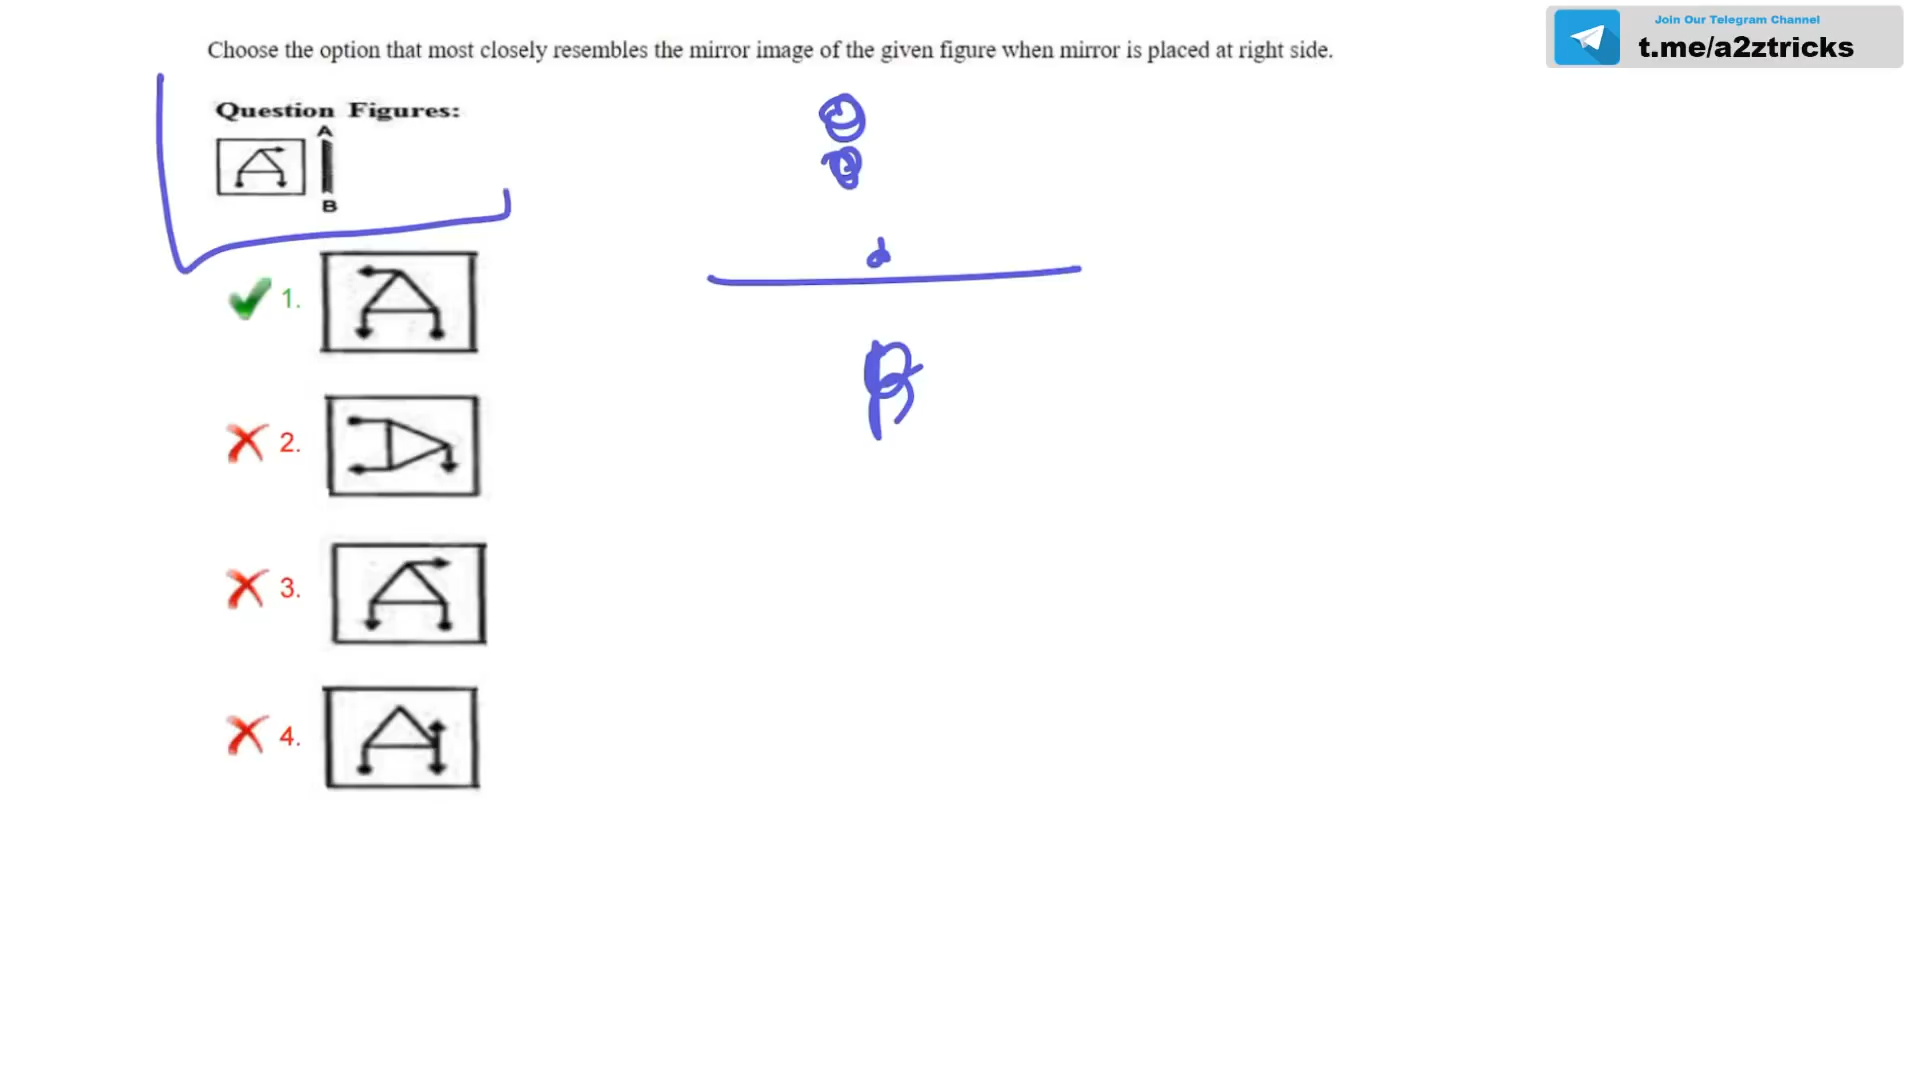 Join Our Telegram Channel
t.me/a2ztricks
Choose the option that most closely resembles the mirror image of the given figure when mirror is placed at right side.
Question Figures:
A
B
1.
2.
3.
4.